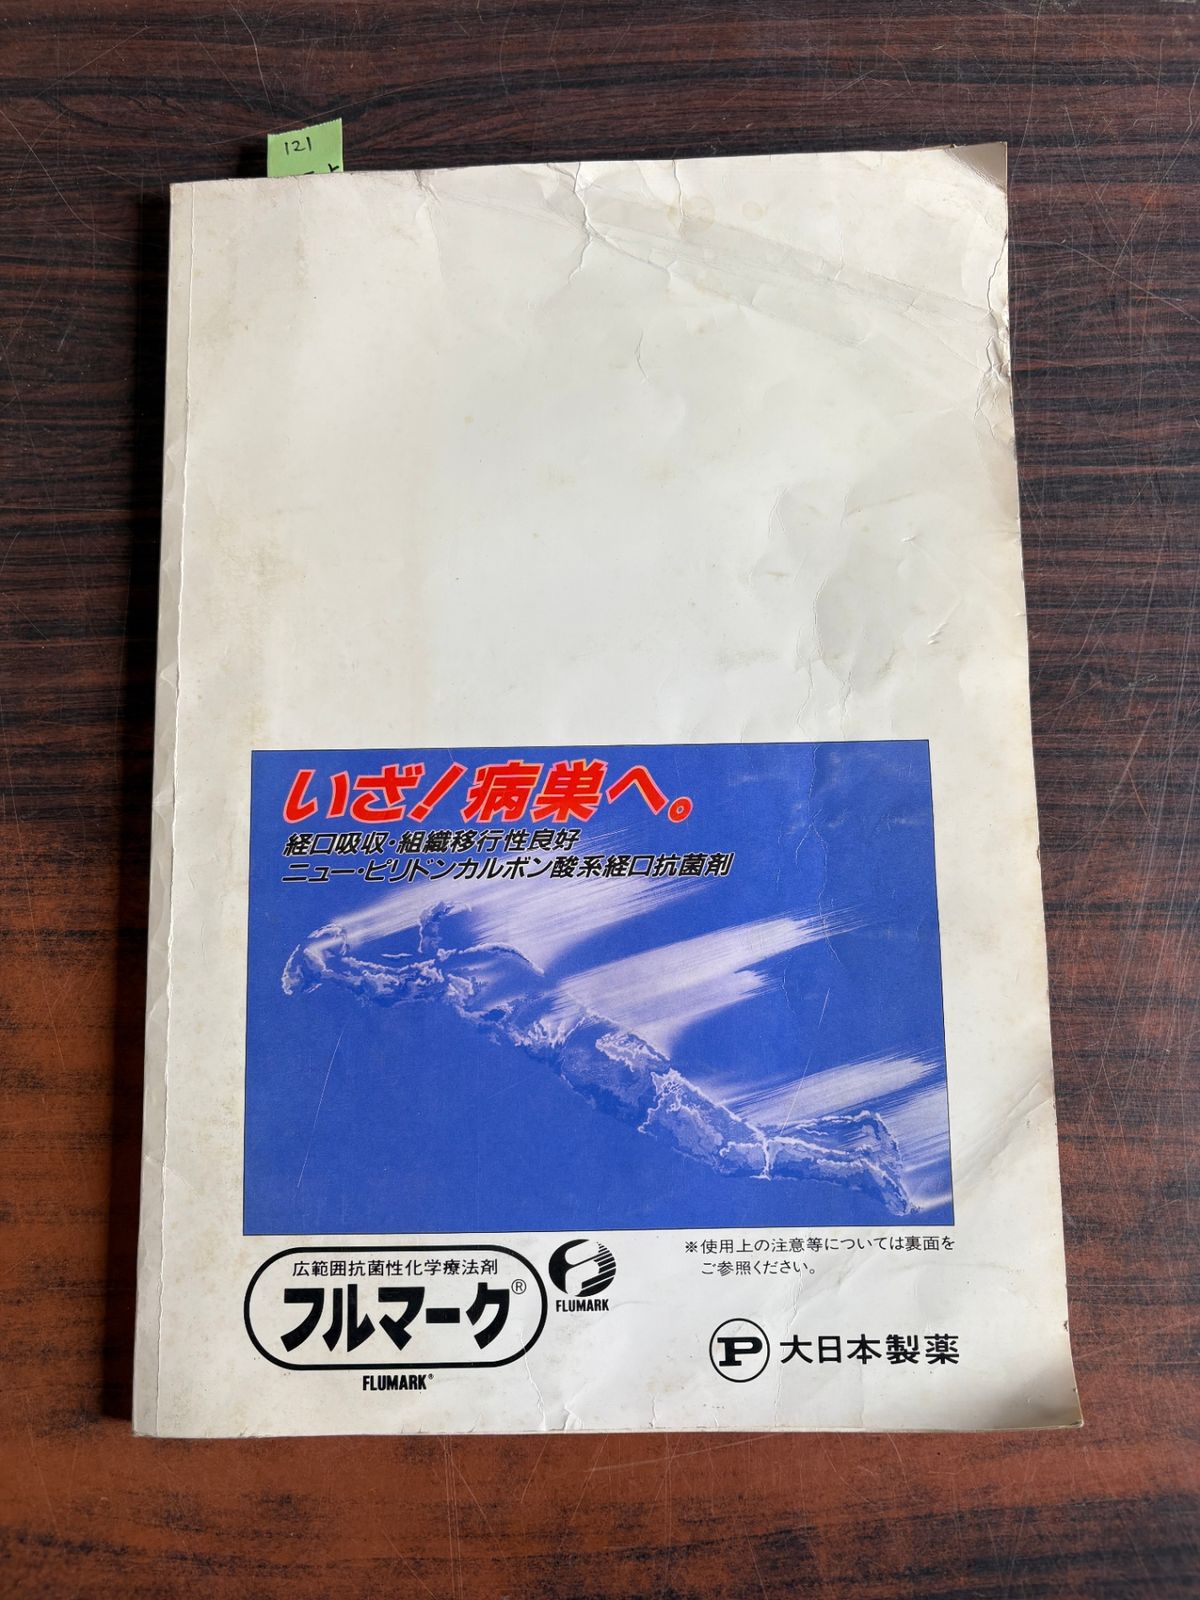 121
いざ!病巣へ。
経口吸収・組織移行性良好
ニュー・ピリドンカルボン酸系経口抗菌剤
広範囲抗菌性化学療法剤
フルマーク®
FLUMARK®
FLUMARK
※使用上の注意等については裏面を
ご参照ください。
P 大日本製薬